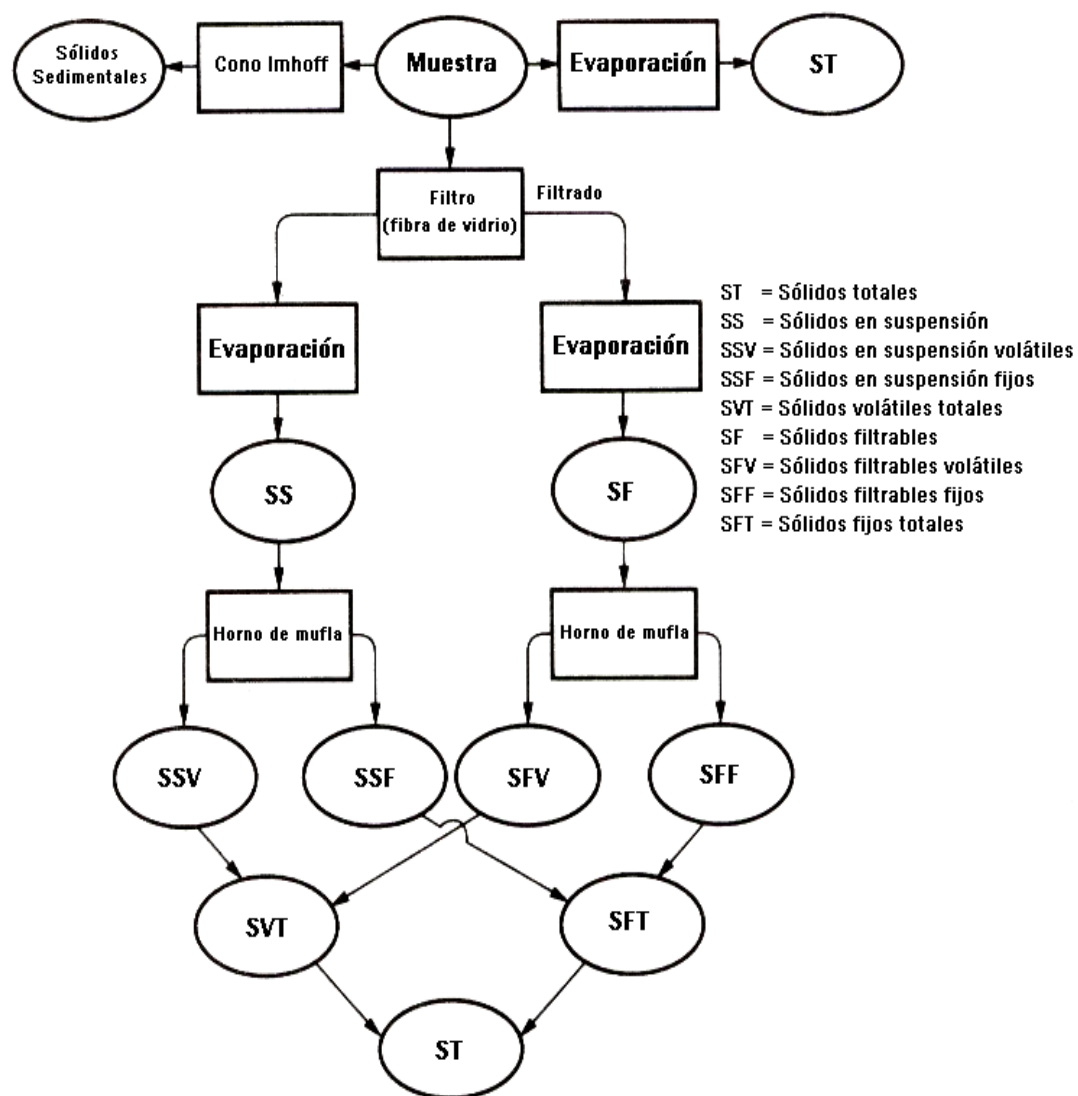 Sólidos
Sedimentales
Cono Imhoff
Muestra
Evaporación
ST
Filtro
(fibra de vidrio)
Filtrado
Evaporación
Evaporación
ST = Sólidos totales
SS = Sólidos en suspensión
SSV = Sólidos en suspensión volátiles
SSF = Sólidos en suspensión fijos
SVT = Sólidos volátiles totales
SF = Sólidos filtrables
SFV = Sólidos filtrables volátiles
SFF = Sólidos filtrables fijos
SFT = Sólidos fijos totales
SS
SF
Horno de mufla
Horno de mufla
SSV
SSF
SFV
SFF
SVT
SFT
ST